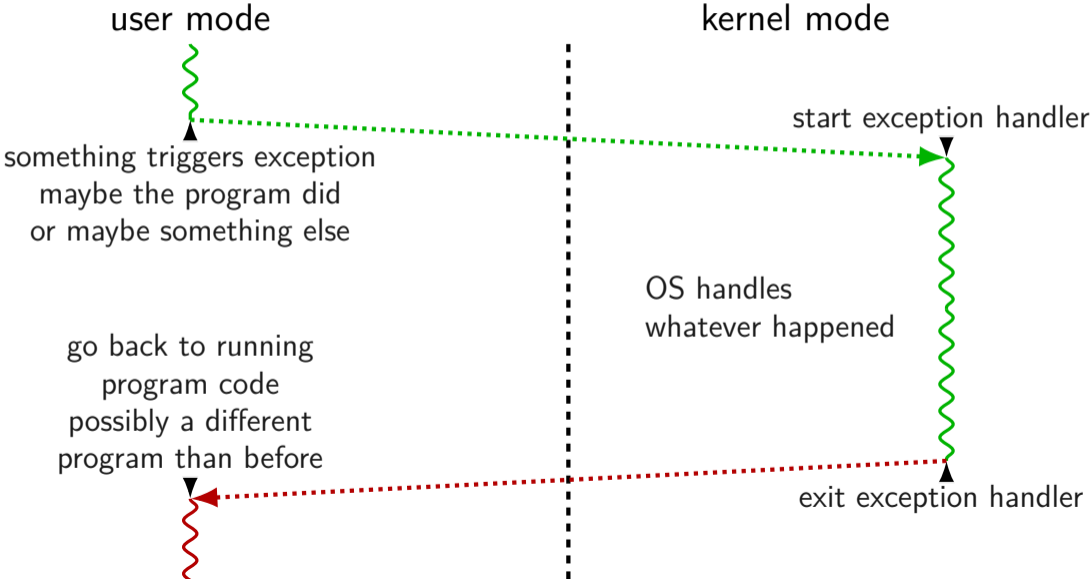 user mode
kernel mode
start exception handler
something triggers exception
maybe the program did
or maybe something else
OS handles
whatever happened
go back to running
program code
possibly a different
program than before
exit exception handler